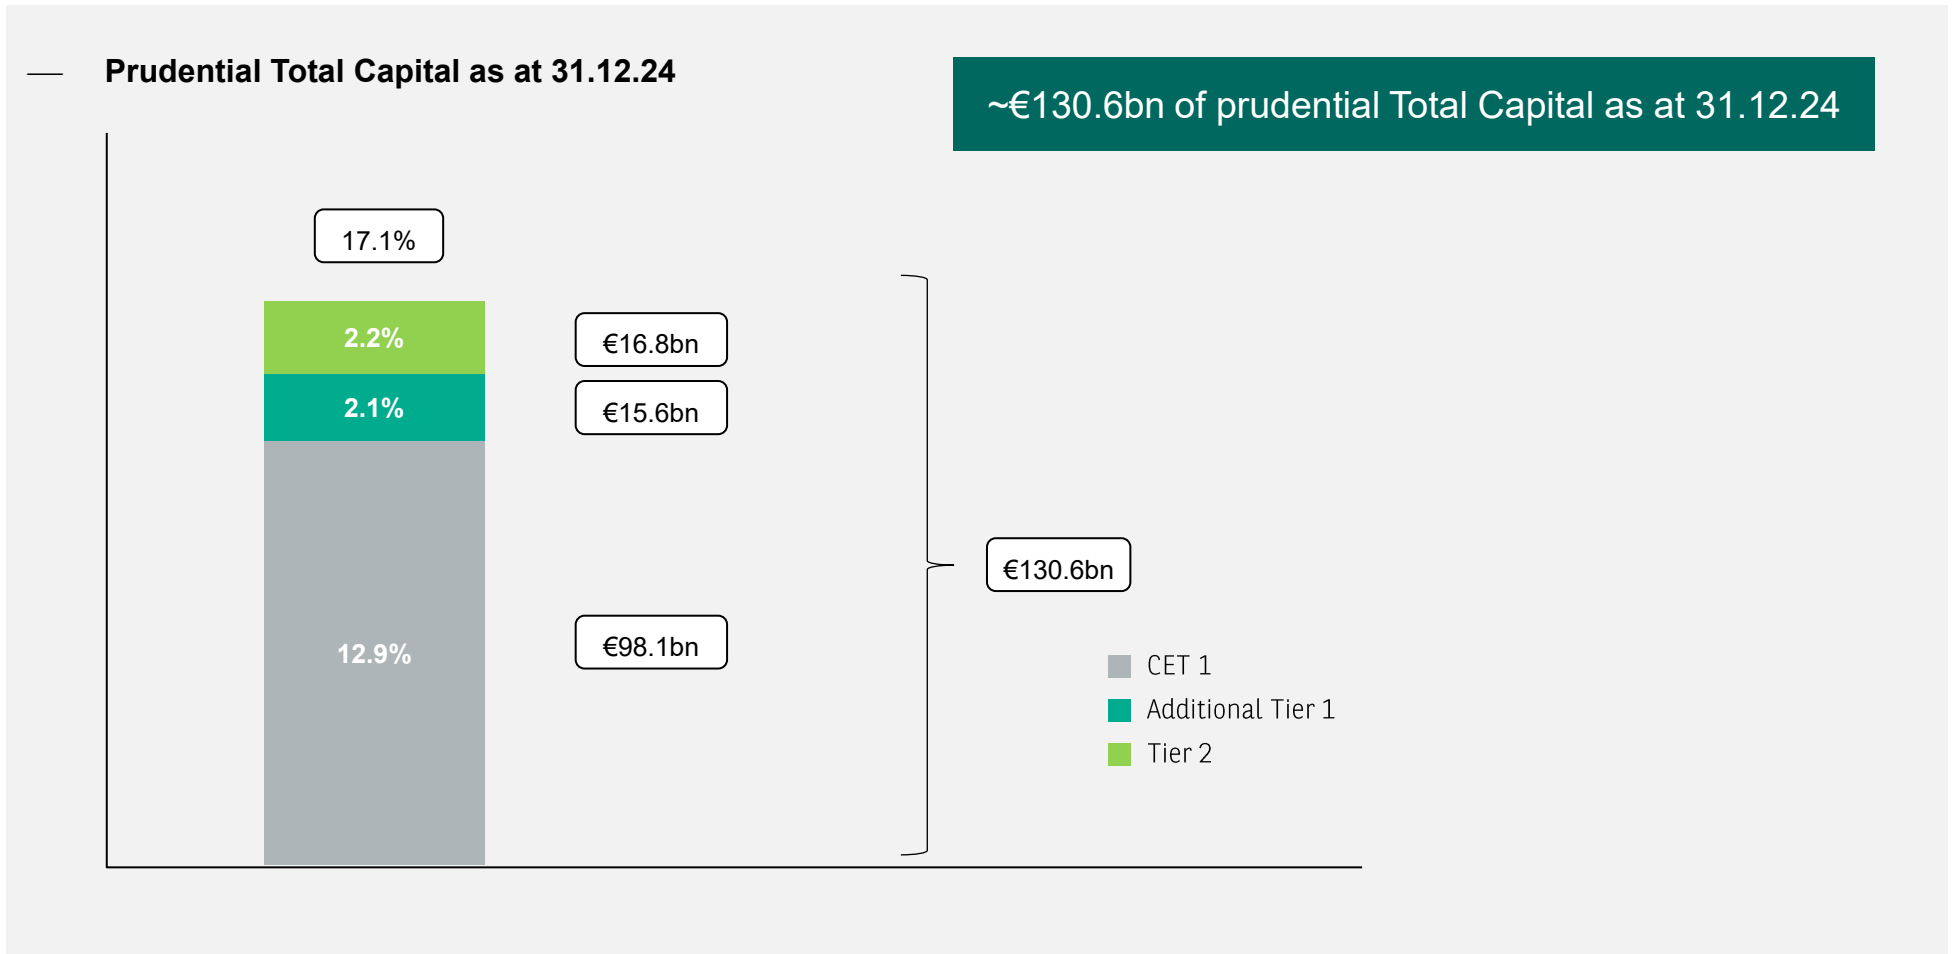 Prudential Total Capital as at 31.12.24
~€130.6bn of prudential Total Capital as at 31.12.24
17.1%
2.2%
€16.8bn
2.1%
€15.6bn
€130.6bn
12.9%
€98.1bn
CET 1
Additional Tier 1
Tier 2